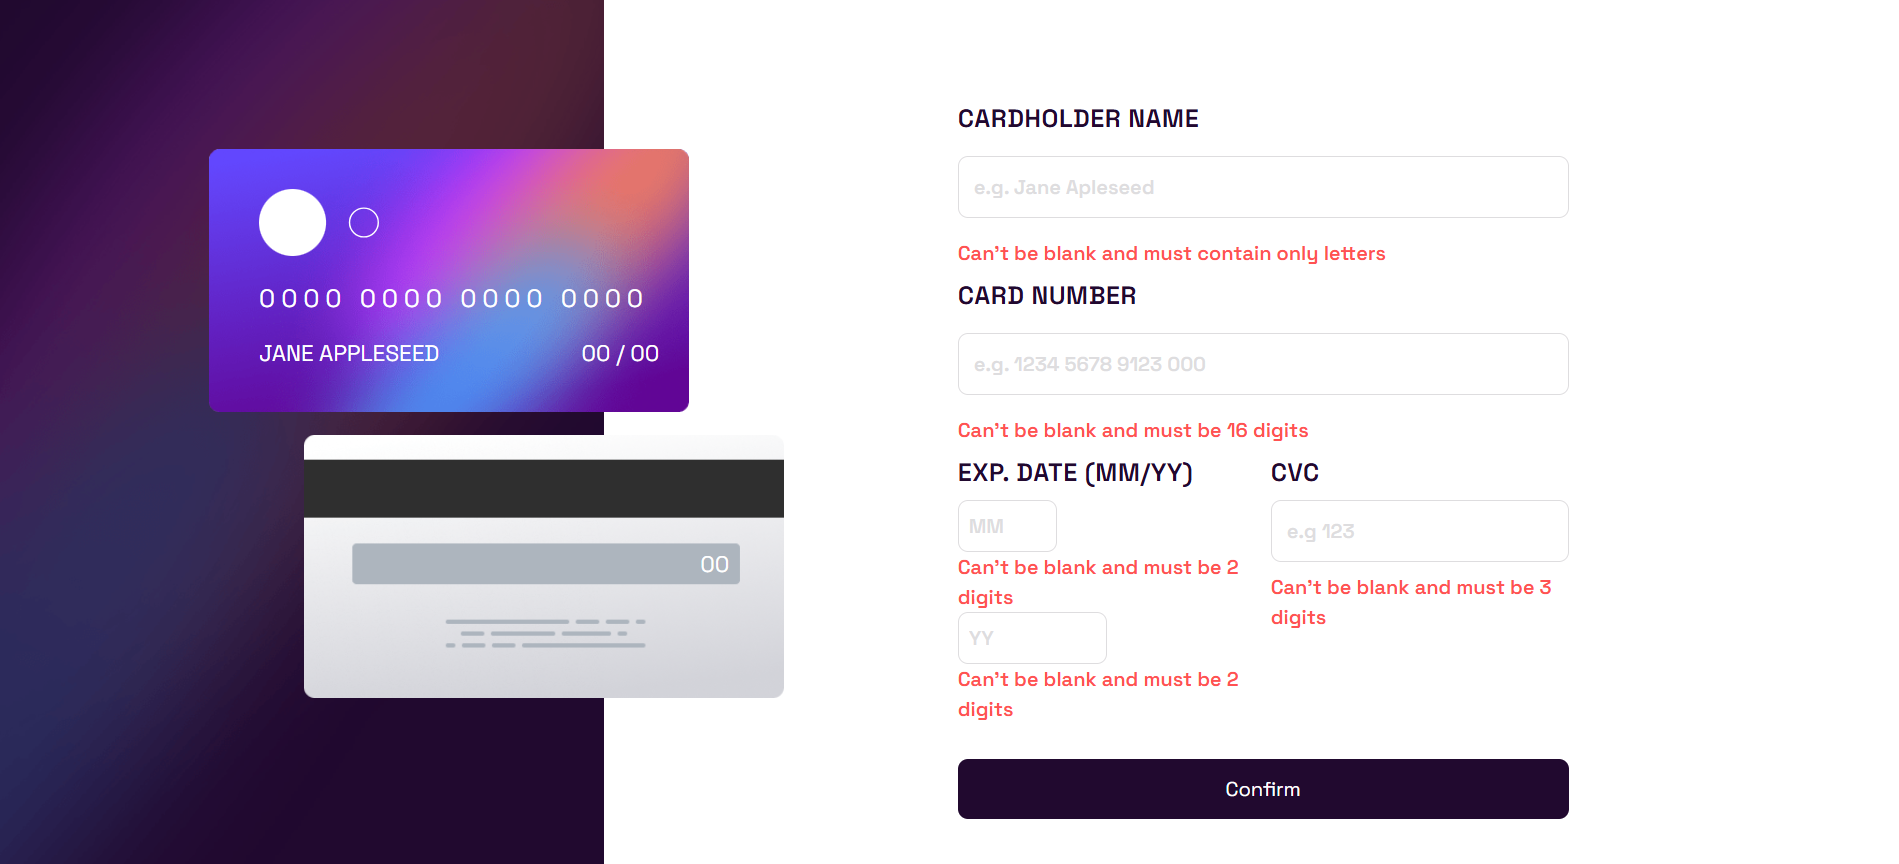 0000 0000 0000 0000
JANE APPLESEED 00 / 00
00
CARDHOLDER NAME
e.g. Jane Apleseed
Can't be blank and must contain only letters
CARD NUMBER
e.g. 1234 5678 9123 000
Can't be blank and must be 16 digits
EXP. DATE (MM/YY)
MM
Can't be blank and must be 2
digits
YY
Can't be blank and must be 2
digits
CVC
e.g 123
Can't be blank and must be 3
digits
Confirm